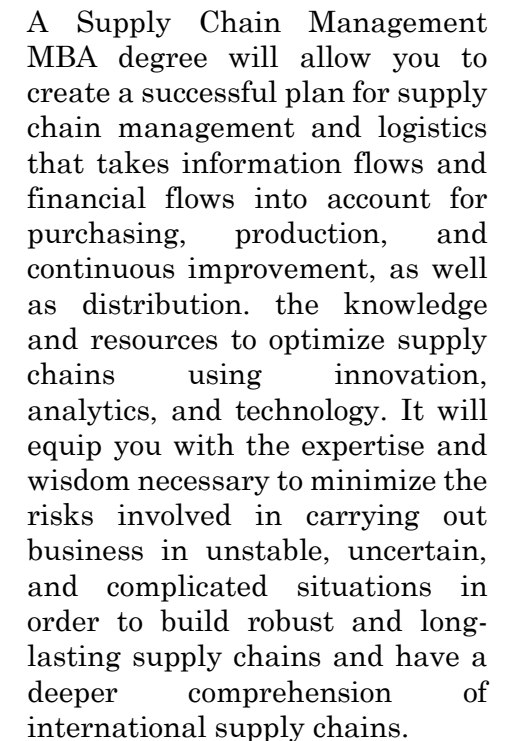 A Supply Chain Management
MBA degree will allow you to
create a successful plan for supply
chain management and logistics
that takes information flows and
financial flows into account for
purchasing, production, and
continuous improvement, as well
as distribution. the knowledge
and resources to optimize supply
chains using innovation,
analytics, and technology. It will
equip you with the expertise and
wisdom necessary to minimize the
risks involved in carrying out
business in unstable, uncertain,
and complicated situations in
order to build robust and long-
lasting supply chains and have a
deeper comprehension of
international supply chains.